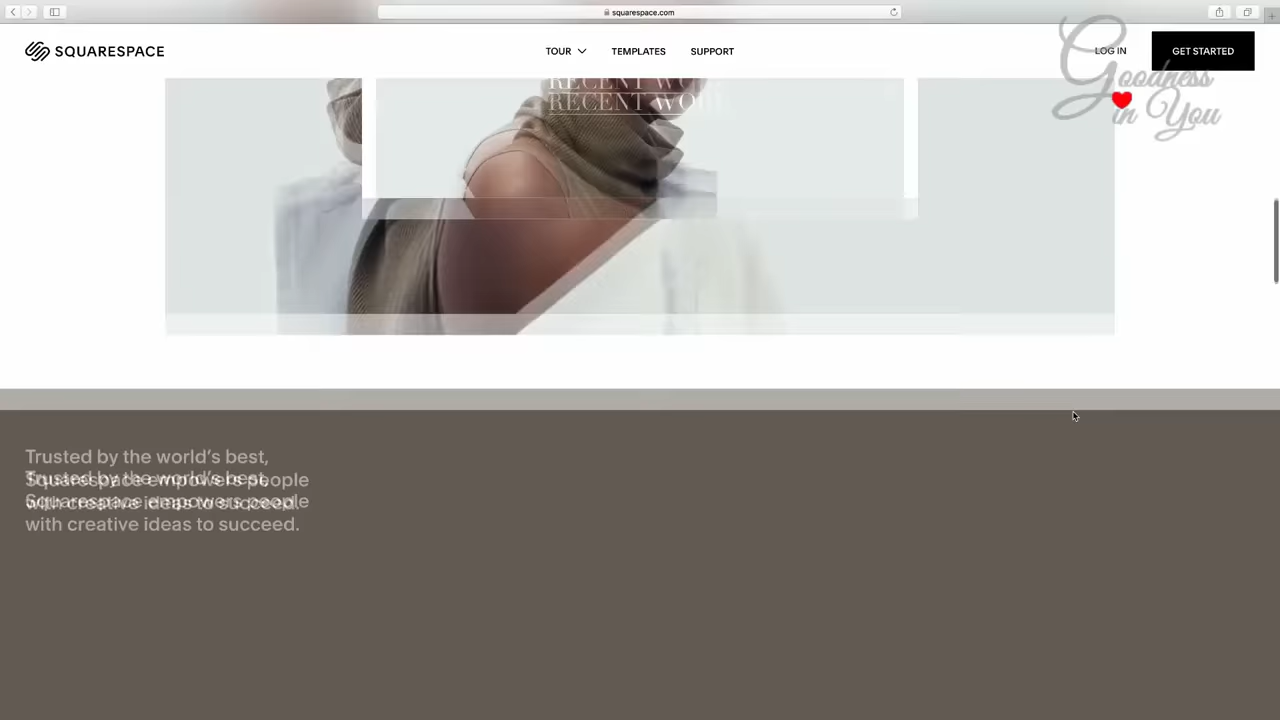 squarespace.com
SQUARESPACE
TOUR
TEMPLATES
SUPPORT
LOG IN
GET STARTED
Goodness
in You
RECENT
RECENT
Trusted by the world's best,
Squarespace empowers people
with creative ideas to succeed.
Trusted by the world's best,
Squarespace empowers people
with creative ideas to succeed.